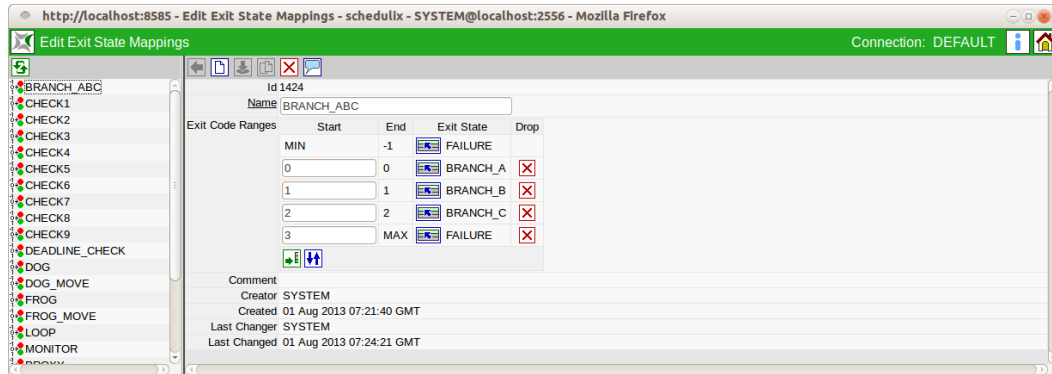 http://localhost:8585 - Edit Exit State Mappings - schedulix - SYSTEM@localhost:2556 - Mozilla Firefox
Edit Exit State Mappings
Connection: DEFAULT
BRANCH_ABC
CHECK1
CHECK2
CHECK3
CHECK4
CHECK5
CHECK6
CHECK7
CHECK8
CHECK9
DEADLINE_CHECK
DOG
DOG_MOVE
FROG
FROG_MOVE
LOOP
MONITOR
Id 1424
Name BRANCH_ABC
Exit Code Ranges Start End Exit State Drop
MIN -1 FAILURE
0 0 BRANCH_A
1 1 BRANCH_B
2 2 BRANCH_C
3 MAX FAILURE
Comment
Creator SYSTEM
Created 01 Aug 2013 07:21:40 GMT
Last Changer SYSTEM
Last Changed 01 Aug 2013 07:24:21 GMT